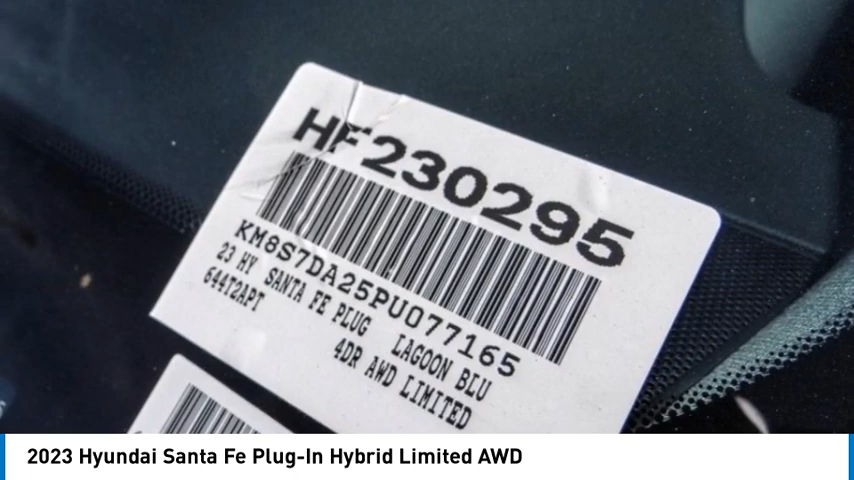 HF230295
KM8S7DA25PU077165
23 HY SANTA FE PLUG LAGOON BLU
644T2APT 4DR AWD LIMITED
2023 Hyundai Santa Fe Plug-In Hybrid Limited AWD